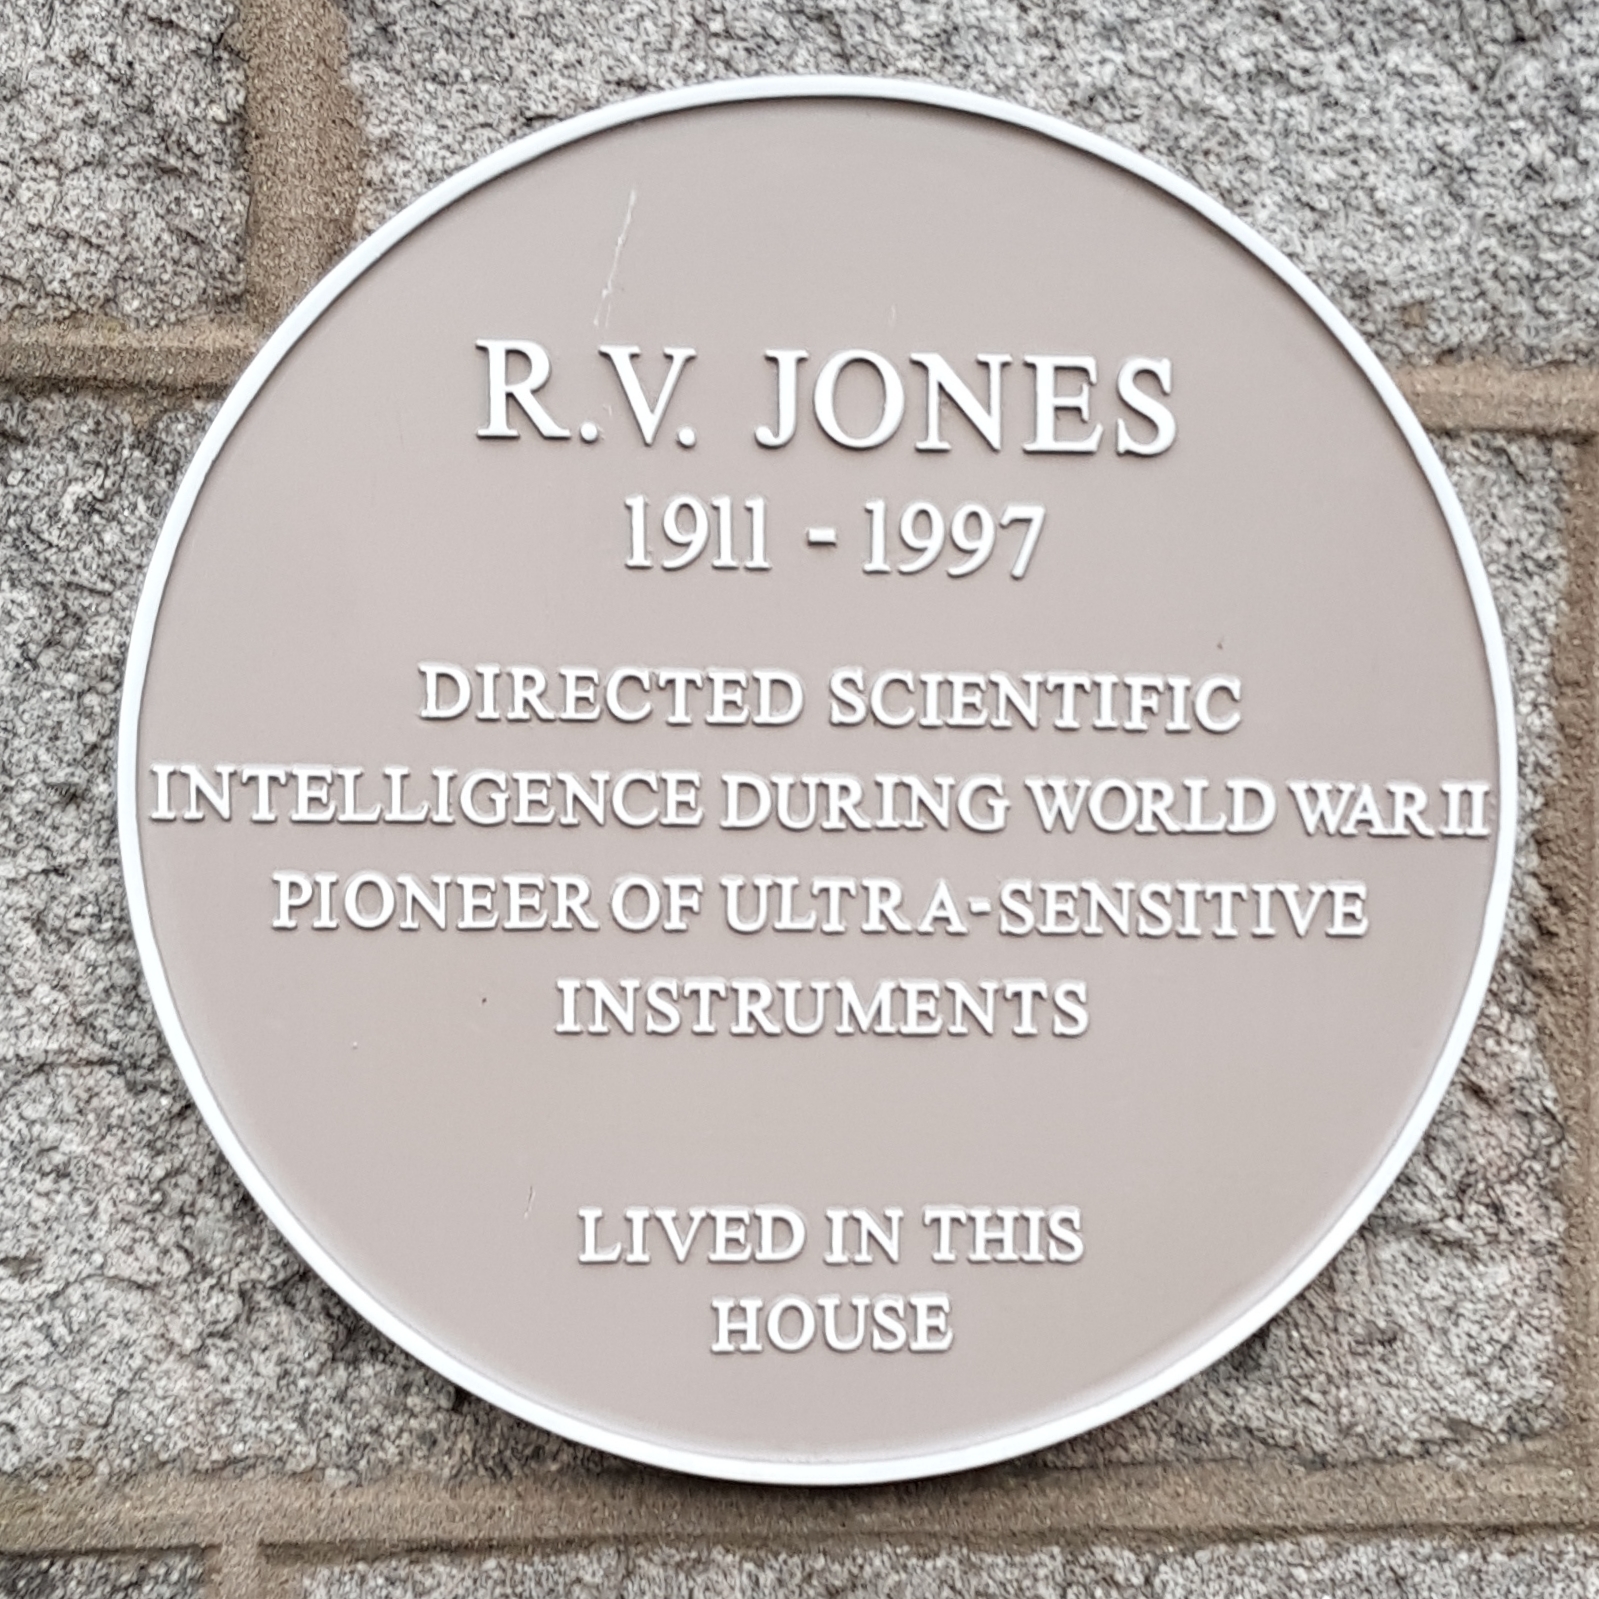 R.V. JONES
1911 - 1997
DIRECTED SCIENTIFIC
INTELLIGENCE DURING WORLD WAR II
PIONEER OF ULTRA-SENSITIVE
INSTRUMENTS
LIVED IN THIS
HOUSE